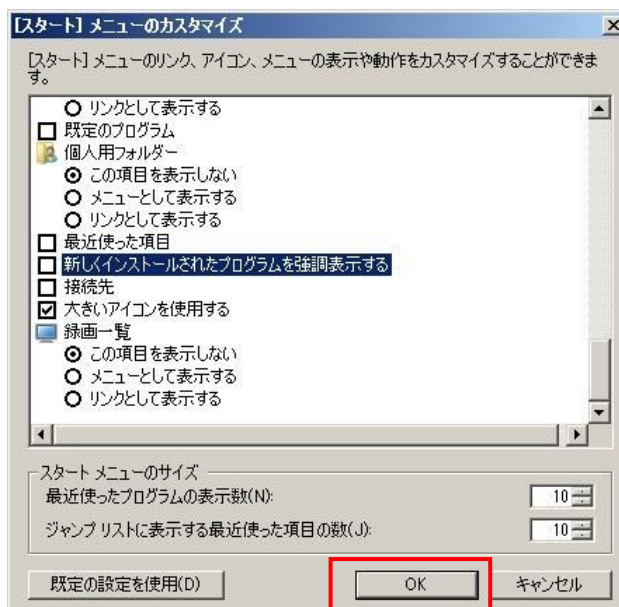 [スタート] メニューのカスタマイズ
[スタート] メニューのリンク、アイコン、メニューの表示や動作をカスタマイズすることができま
す。
リンクとして表示する
既定のプログラム
個人用フォルダー
この項目を表示しない
メニューとして表示する
リンクとして表示する
最近使った項目
新しくインストールされたプログラムを強調表示する
接続先
大きいアイコンを使用する
録画一覧
この項目を表示しない
メニューとして表示する
リンクとして表示する
スタート メニューのサイズ
最近使ったプログラムの表示数(N): 10
ジャンプ リストに表示する最近使った項目の数(J): 10
既定の設定を使用(D) OK キャンセル